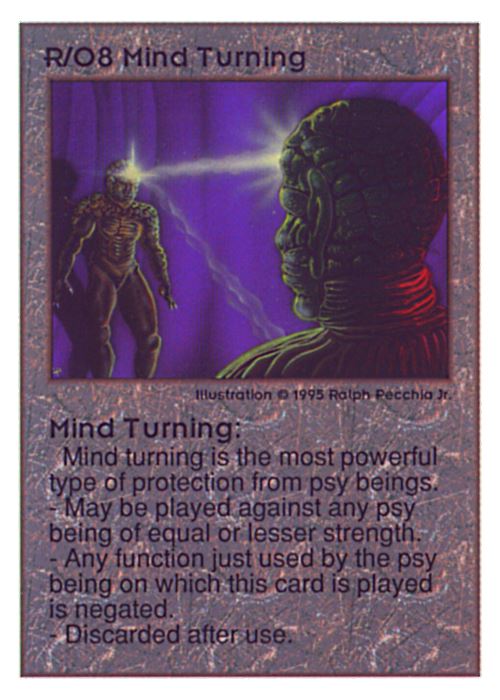 R/08 Mind Turning
Illustration © 1995 Ralph Pecchia Jr.
Mind Turning:
Mind turning is the most powerful
type of protection from psy beings.
- May be played against any psy
being of equal or lesser strength.
- Any function just used by the psy
being on which this card is played
is negated.
- Discarded after use.